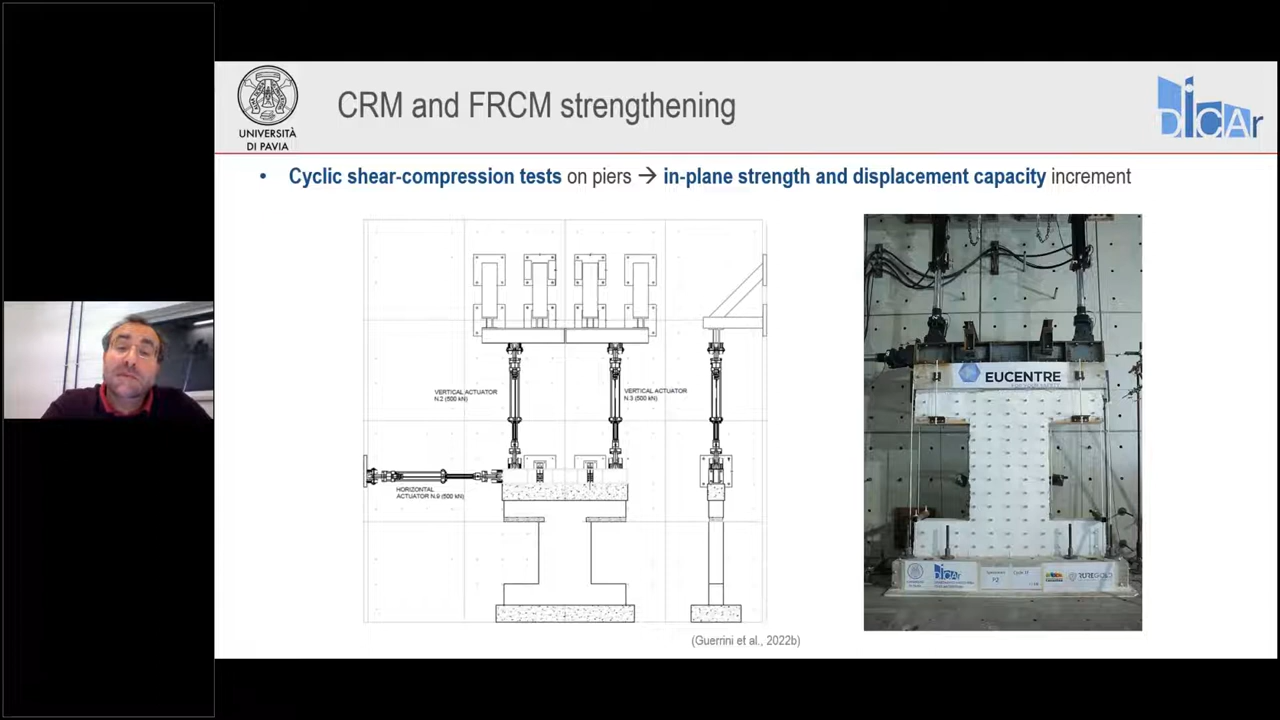 CRM and FRCM strengthening
UNIVERSITÀ
DI PAVIA
DiCAr
• Cyclic shear-compression tests on piers → in-plane strength and displacement capacity increment
VERTICAL ACTUATOR
N.2 (500 kN)
VERTICAL ACTUATOR
N.3 (500 kN)
HORIZONTAL
ACTUATOR N.9 (500 kN)
EUCENTRE
DiCAr
P2
(Guerrini et al., 2022b)